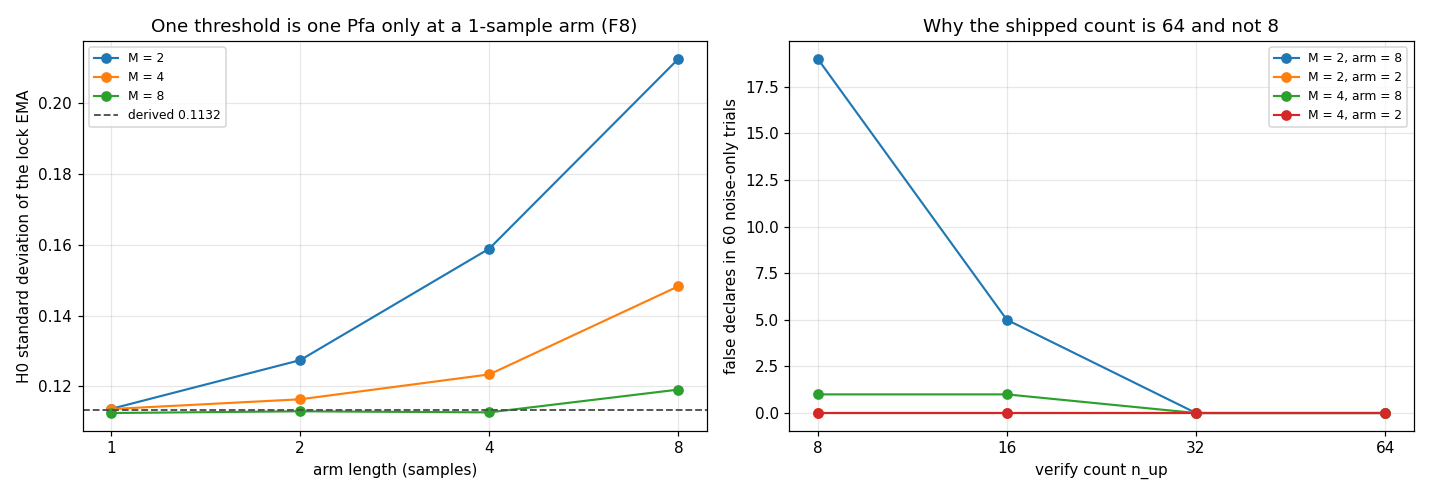 One threshold is one Pfa only at a 1-sample arm (F8)
M = 2
M = 4
M = 8
derived 0.1132
H0 standard deviation of the lock EMA
0.20
0.18
0.16
0.14
0.12
1
2
4
8
arm length (samples)
Why the shipped count is 64 and not 8
M = 2, arm = 8
M = 2, arm = 2
M = 4, arm = 8
M = 4, arm = 2
false declares in 60 noise-only trials
17.5
15.0
12.5
10.0
7.5
5.0
2.5
0.0
8
16
32
64
verify count n_up